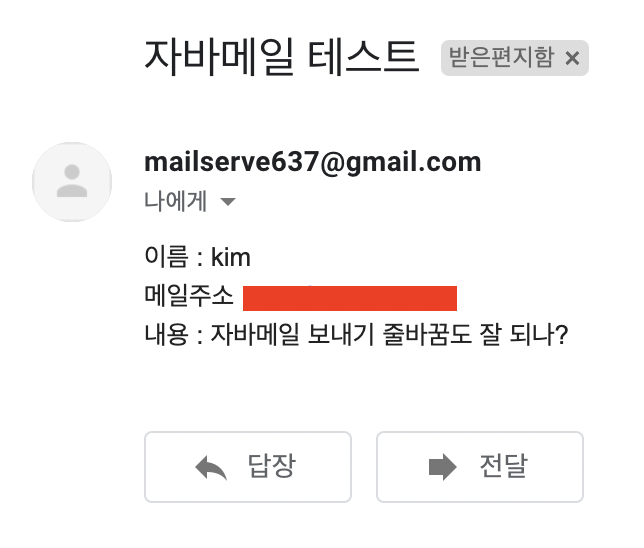 자바메일 테스트 받은편지함 ×
mailserve637@gmail.com
나에게
이름 : kim
메일주소
내용 : 자바메일 보내기 줄바꿈도 잘 되나?
답장 전달